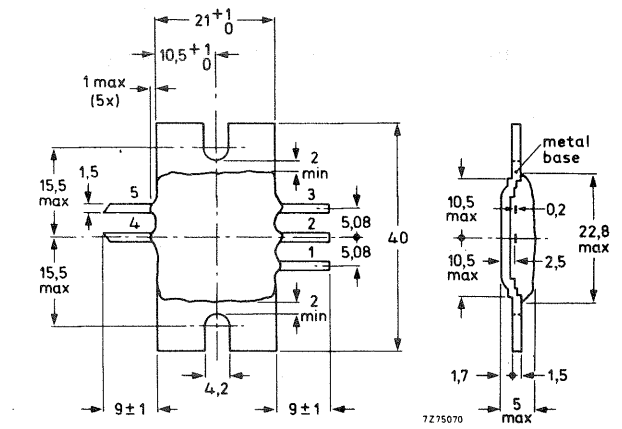 21 +1 0
10,5 +1 0
1 max
(5x)
2
min
15,5
max
1,5
5
4
3
2
1
5,08
5,08
40
15,5
max
2
min
4,2
9±1
9±1
metal
base
10,5
max
0,2
22,8
max
10,5
max
2,5
1,7
1,5
5
max
7Z75070